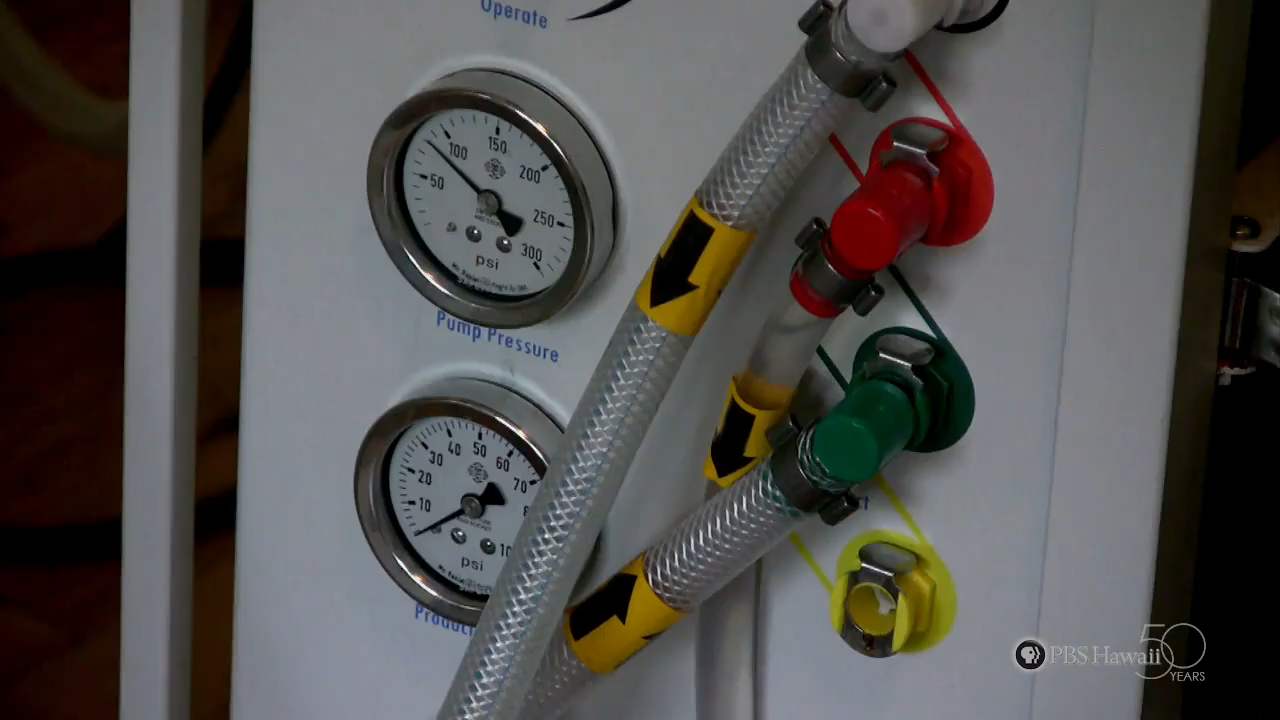 Operate
50
100
150
200
250
300
psi
Pump Pressure
10
20
30
40
50
60
70
psi
PBS Hawaii 50
YEARS